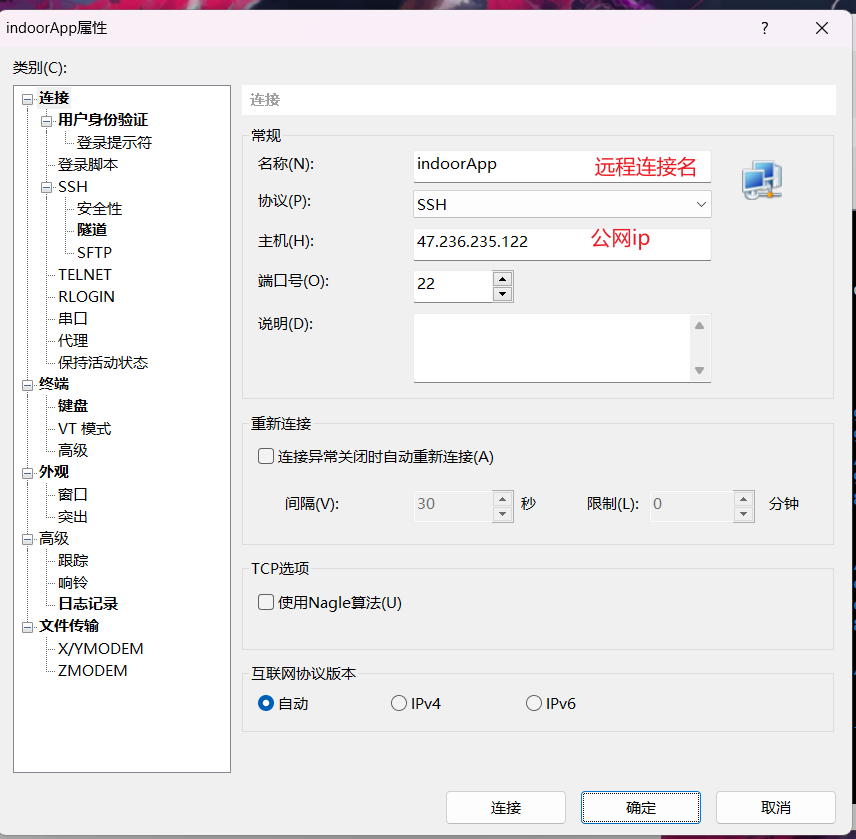 indoorApp属性
?
类别(C):
连接
用户身份验证
登录提示符
登录脚本
SSH
安全性
隧道
SFTP
TELNET
RLOGIN
串口
代理
保持活动状态
终端
键盘
VT 模式
高级
外观
窗口
突出
高级
跟踪
响铃
日志记录
文件传输
X/YMODEM
ZMODEM
连接
常规
名称(N): indoorApp 远程连接名
协议(P): SSH
主机(H): 47.236.235.122 公网ip
端口号(O): 22
说明(D):
重新连接
连接异常关闭时自动重新连接(A)
间隔(V): 30 秒 限制(L): 0 分钟
TCP选项
使用Nagle算法(U)
互联网协议版本
自动 IPv4 IPv6
连接 确定 取消